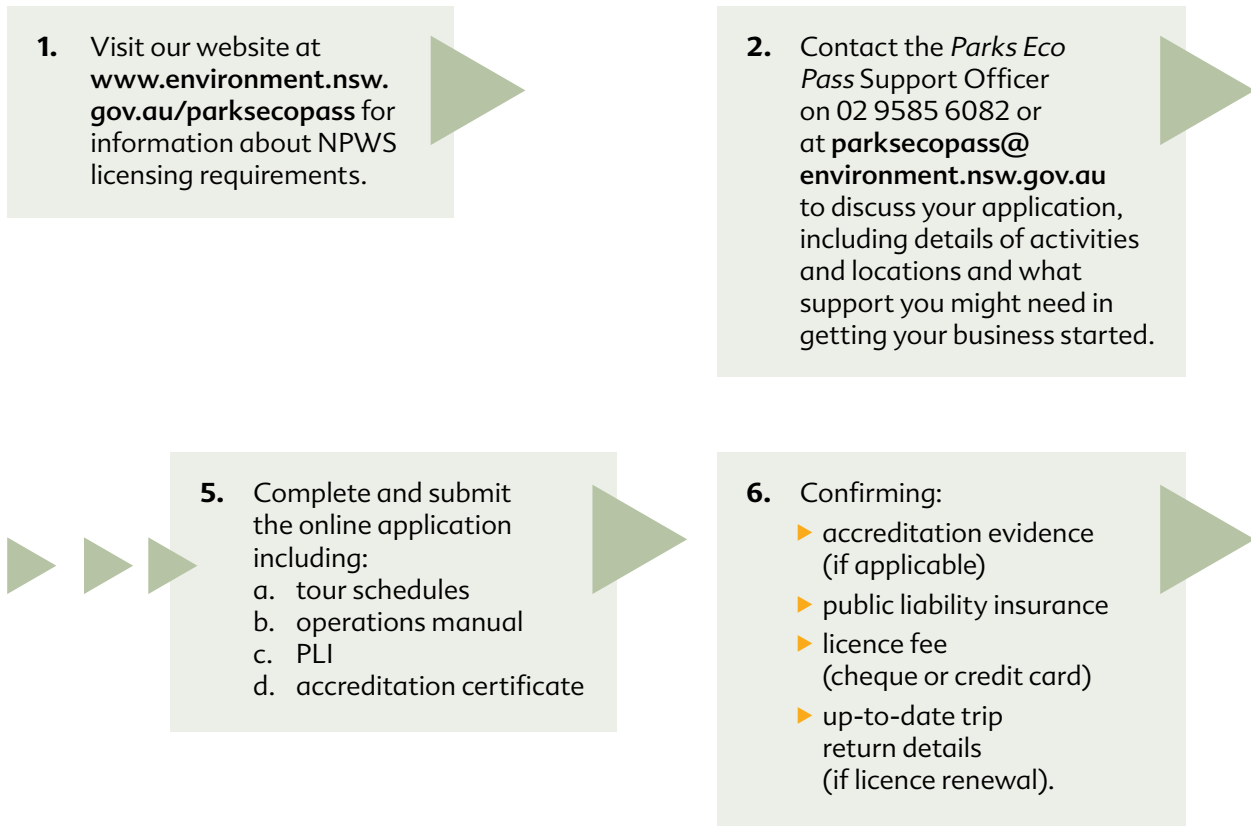 1. Visit our website at
www.environment.nsw.
gov.au/parksecopass for
information about NPWS
licensing requirements.
2. Contact the Parks Eco
Pass Support Officer
on 02 9585 6082 or
at parksecopass@
environment.nsw.gov.au
to discuss your application,
including details of activities
and locations and what
support you might need in
getting your business started.
5. Complete and submit
the online application
including:
a. tour schedules
b. operations manual
c. PLI
d. accreditation certificate
6. Confirming:
accreditation evidence
(if applicable)
public liability insurance
licence fee
(cheque or credit card)
up-to-date trip
return details
(if licence renewal).